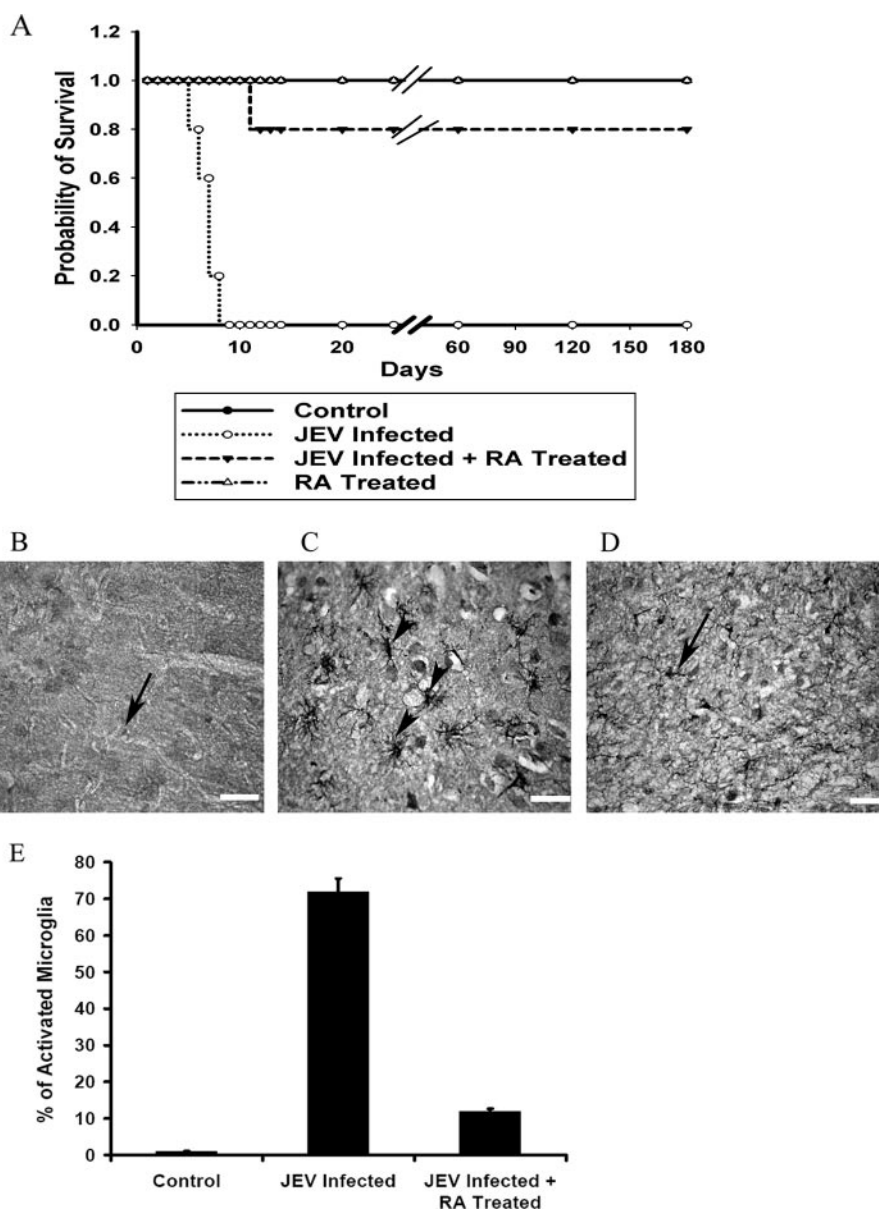 A
1.2
1.0
0.8
0.6
0.4
0.2
0.0
Probability of Survival
0 10 20 60 90 120 150 180
Days
Control
JEV Infected
JEV Infected + RA Treated
RA Treated
B C D
E
80
70
60
50
40
30
20
10
0
% of Activated Microglia
Control JEV Infected JEV Infected +
RA Treated